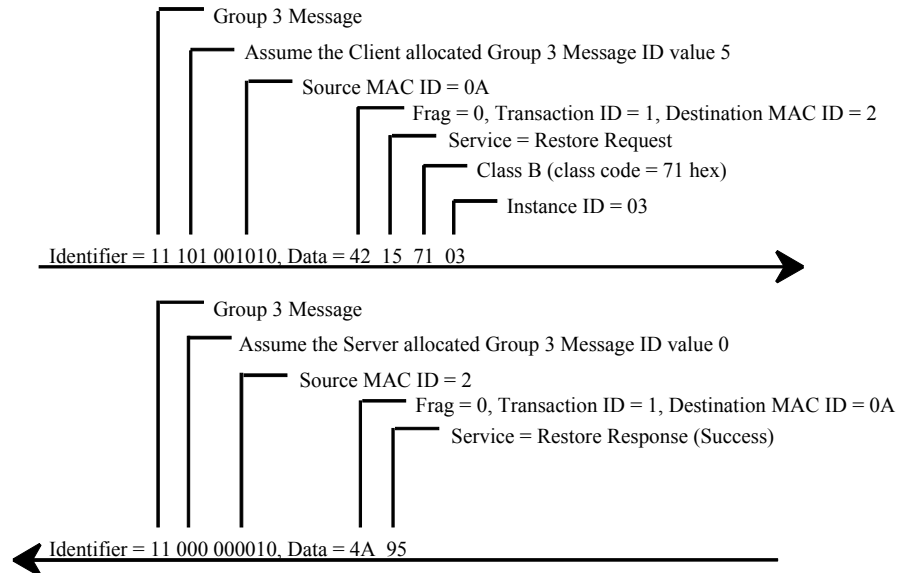 Group 3 Message
Assume the Client allocated Group 3 Message ID value 5
Source MAC ID = 0A
Frag = 0, Transaction ID = 1, Destination MAC ID = 2
Service = Restore Request
Class B (class code = 71 hex)
Instance ID = 03
Identifier = 11 101 001010, Data = 42 15 71 03
Group 3 Message
Assume the Server allocated Group 3 Message ID value 0
Source MAC ID = 2
Frag = 0, Transaction ID = 1, Destination MAC ID = 0A
Service = Restore Response (Success)
Identifier = 11 000 000010, Data = 4A 95